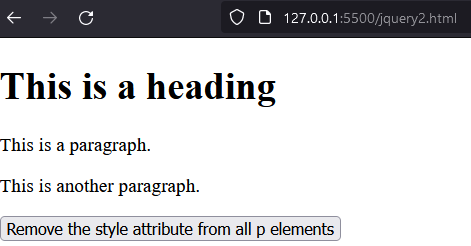 127.0.0.1:5500/jquery2.html
This is a heading
This is a paragraph.
This is another paragraph.
Remove the style attribute from all p elements